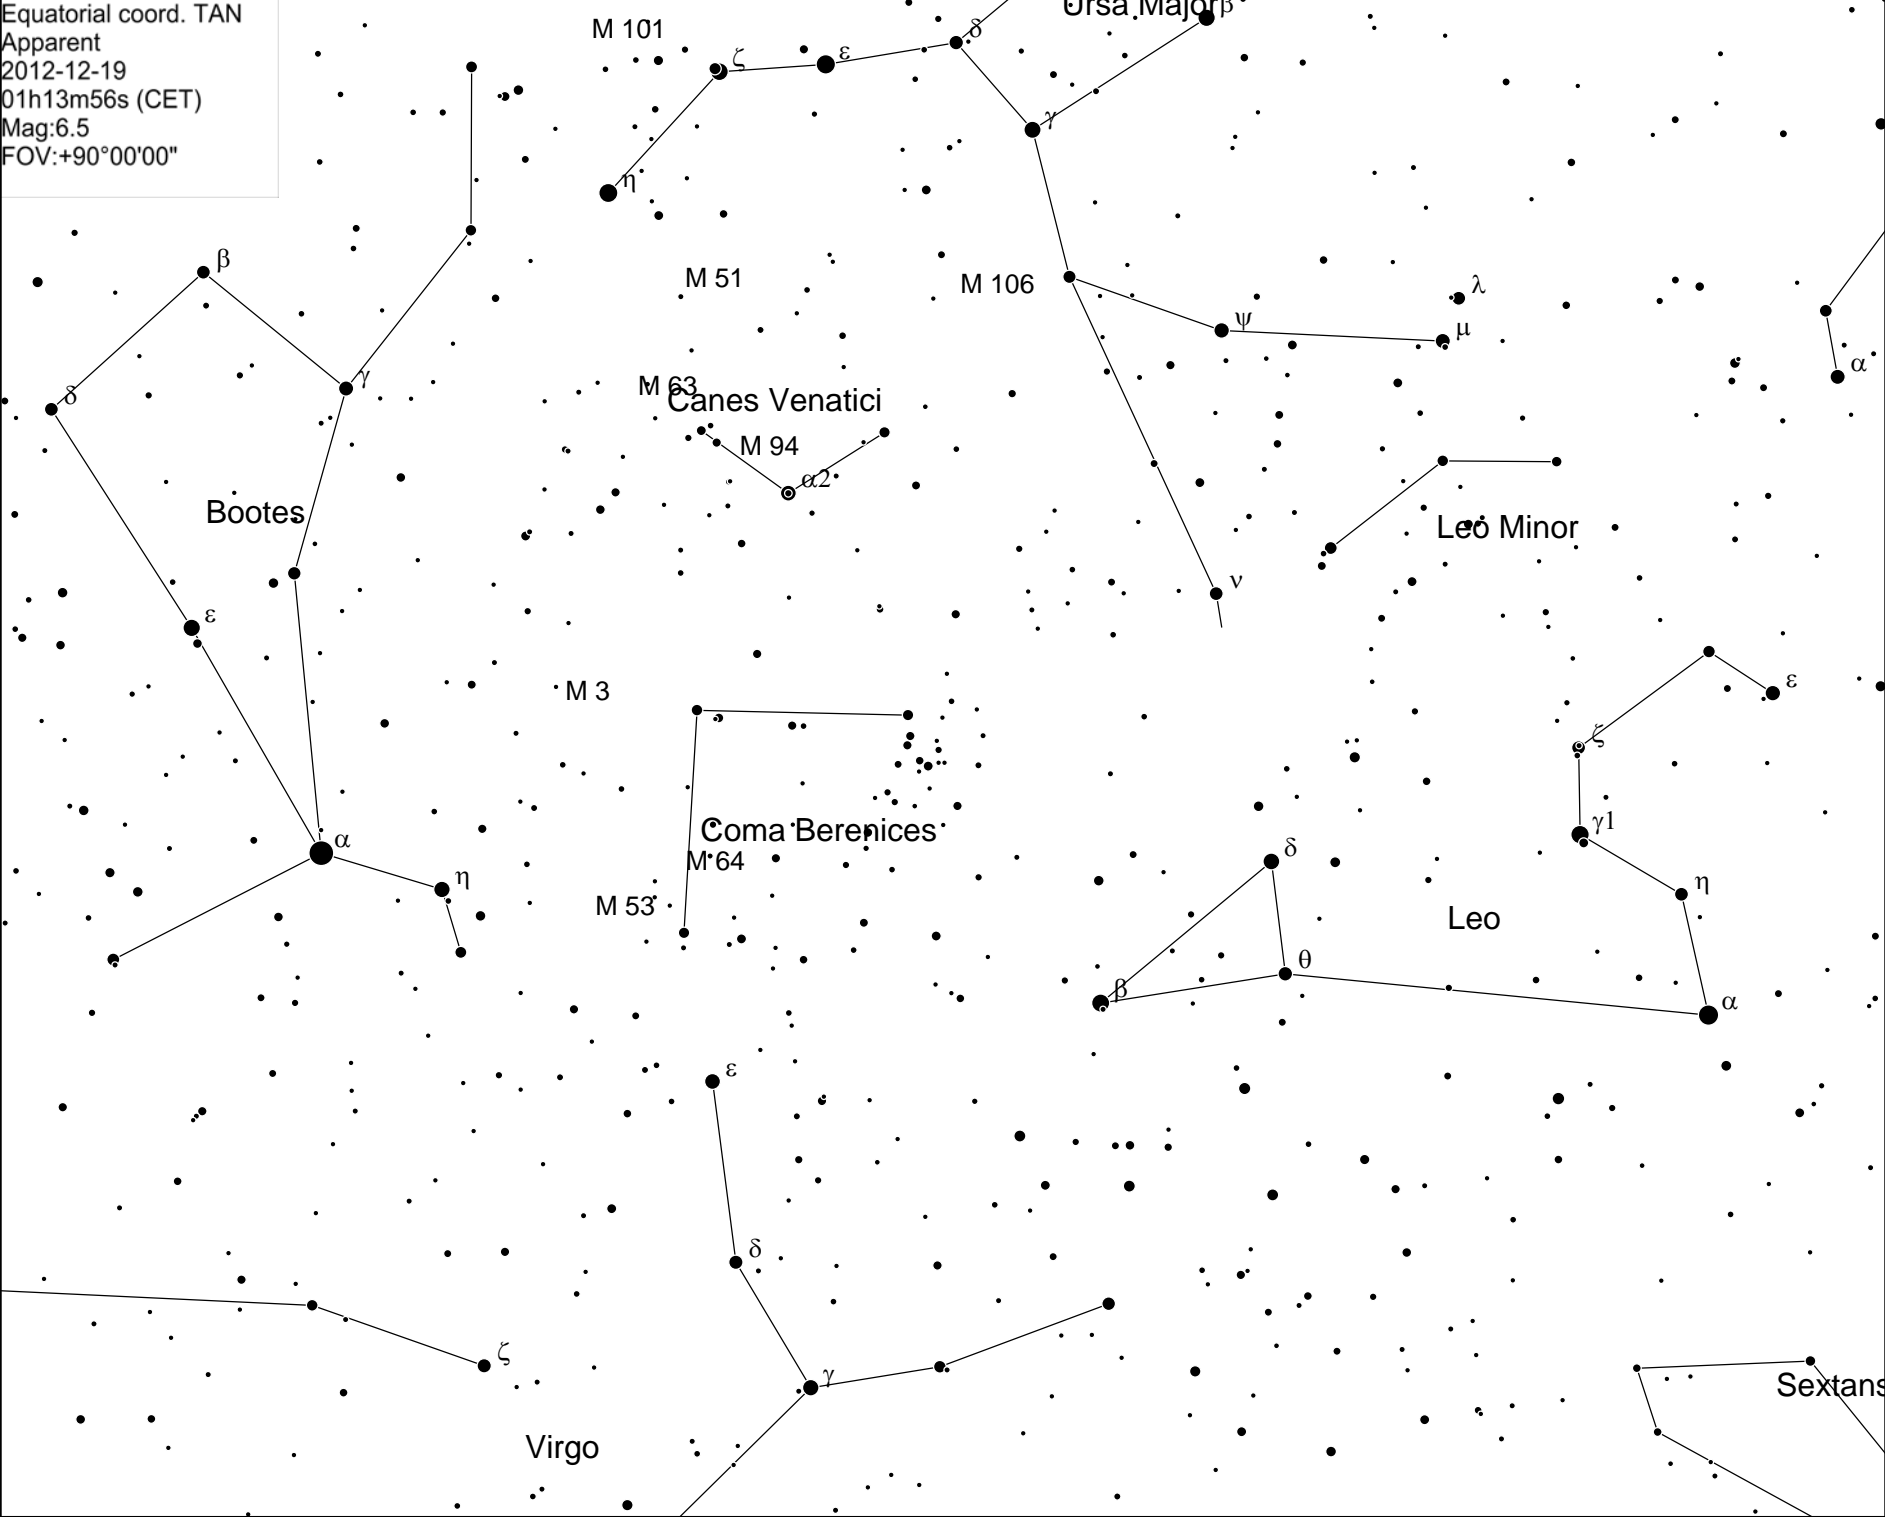 Equatorial coord. TAN
Apparent
2012-12-19
01h13m56s (CET)
Mag:6.5
FOV:+90°00'00"
Ursa Major β
M 101
δ
ζ
ε
γ
η
β
M 51
M 106
λ
ψ
μ
α
γ
δ
M 63
Canes Venatici
M 94
α2
Bootes
Leo Minor
ν
ε
M 3
ε
ζ
γ1
Coma Berenices
α
δ
M 64
η
η
M 53
Leo
θ
β
α
ε
δ
ζ
γ
Sextans
Virgo